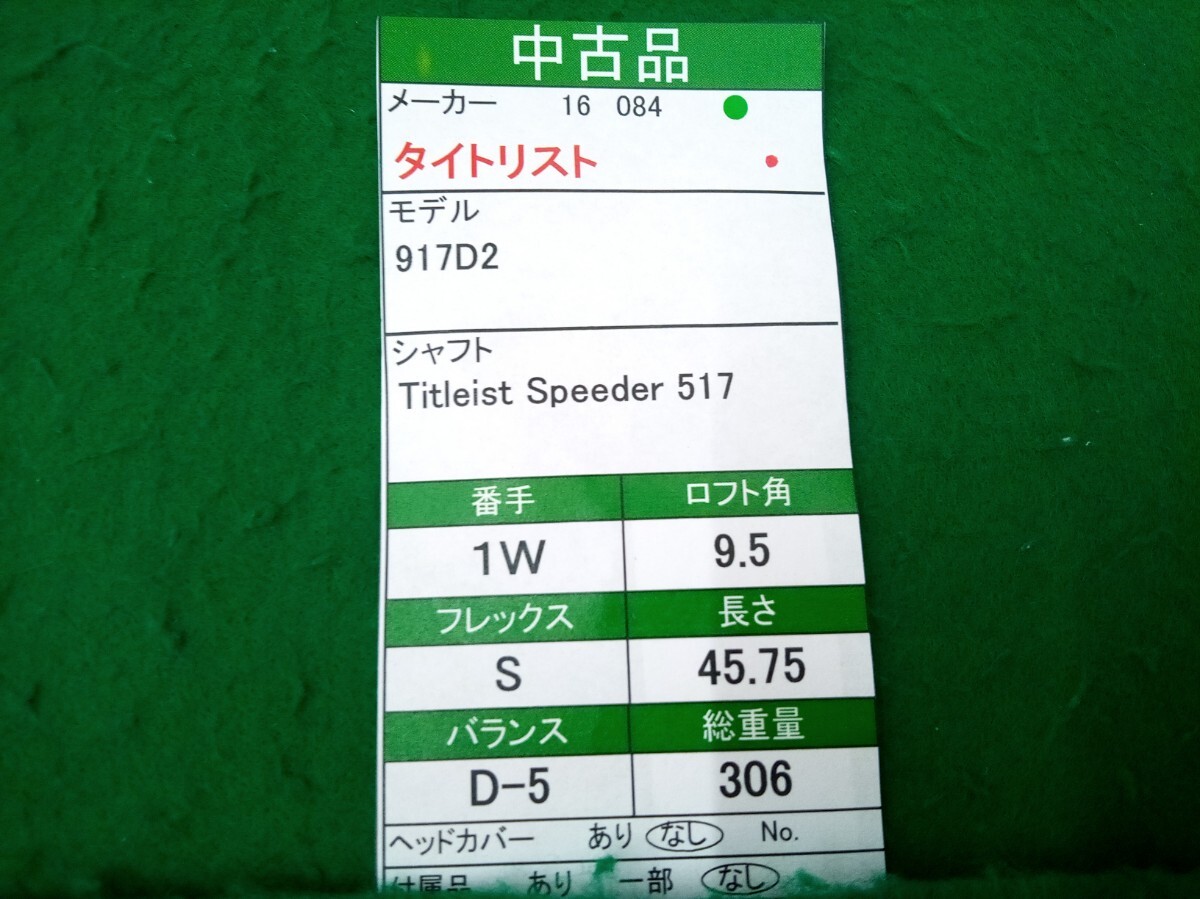 中古品
メーカー 16 084
タイトリスト
モデル
917D2
シャフト
Titleist Speeder 517
番手 ロフト角
1W 9.5
フレックス 長さ
S 45.75
バランス 総重量
D-5 306
ヘッドカバー あり なし No.
付属品 あり 一部 なし